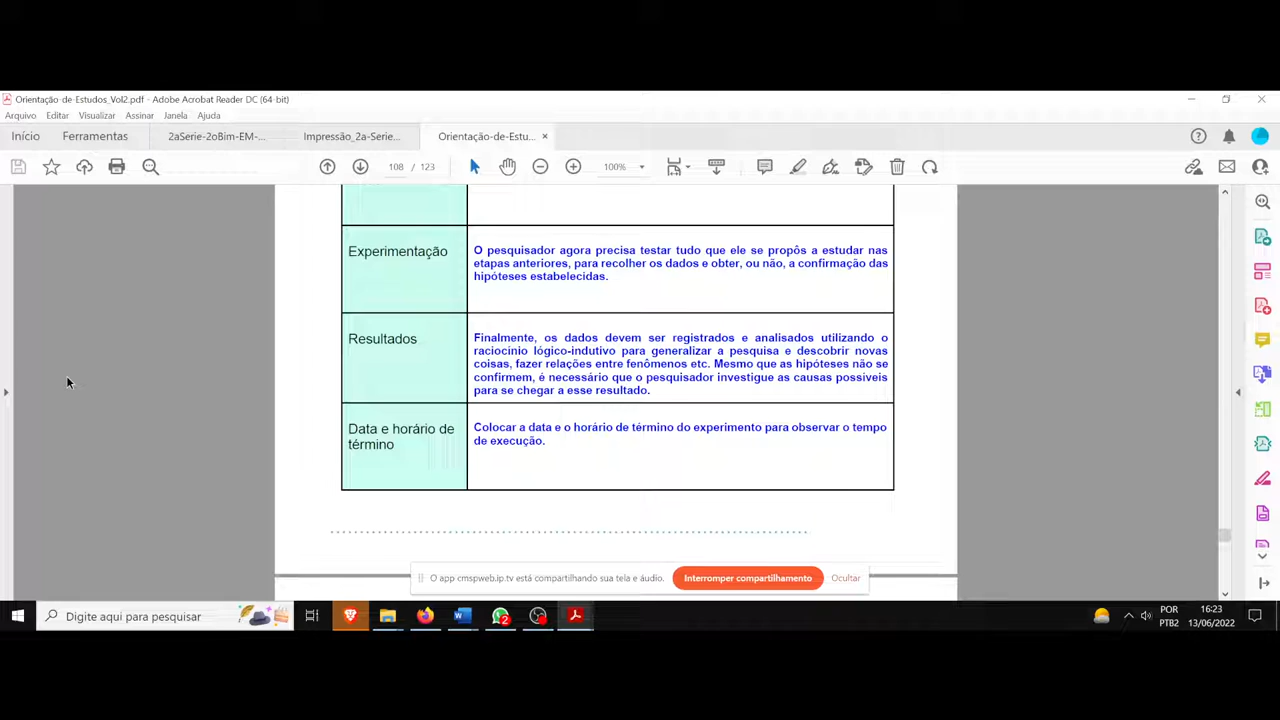 Orientação-de-Estudos_Vol2.pdf - Adobe Acrobat Reader DC (64-bit)
Arquivo Editar Visualizar Assinar Janela Ajuda
Início Ferramentas 2aSerie-2oBim-EM-... Impressão_2a-Serie... Orientação-de-Estu... ×
108 / 123 100%
Experimentação
O pesquisador agora precisa testar tudo que ele se propôs a estudar nas
etapas anteriores, para recolher os dados e obter, ou não, a confirmação das
hipóteses estabelecidas.
Resultados
Finalmente, os dados devem ser registrados e analisados utilizando o
raciocínio lógico-indutivo para generalizar a pesquisa e descobrir novas
coisas, fazer relações entre fenômenos etc. Mesmo que as hipóteses não se
confirmem, é necessário que o pesquisador investigue as causas possíveis
para se chegar a esse resultado.
Data e horário de
término
Colocar a data e o horário de término do experimento para observar o tempo
de execução.
O app cmspweb.ip.tv está compartilhando sua tela e áudio. Interromper compartilhamento Ocultar
Digite aqui para pesquisar
2
POR
PTB2
16:23
13/06/2022